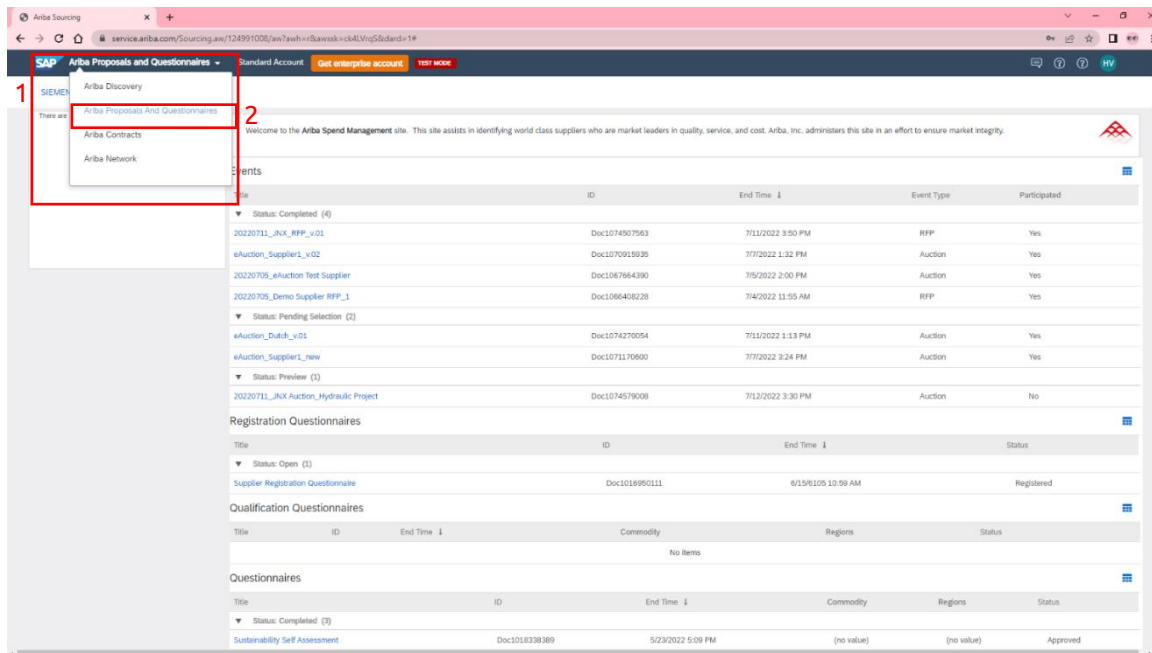 Ariba Sourcing
service.ariba.com/Sourcing.aw/124991008/aw?awh=r&awssk=ck4LVrqS&dard=1#
SAP Ariba Proposals and Questionnaires Standard Account Get enterprise account TEST MODE HV
1
SIEMEN
Ariba Discovery
Ariba Proposals And Questionnaires
2
Ariba Contracts
Ariba Network
There are
Welcome to the Ariba Spend Management site. This site assists in identifying world class suppliers who are market leaders in quality, service, and cost. Ariba, Inc. administers this site in an effort to ensure market integrity.
Events
Title ID End Time ↓ Event Type Participated
▼ Status: Completed (4)
20220711_JNX_RFP_v.01 Doc1074507563 7/11/2022 3:50 PM RFP Yes
eAuction_Supplier1_v.02 Doc1070915935 7/7/2022 1:32 PM Auction Yes
20220705_eAuction Test Supplier Doc1067664390 7/5/2022 2:00 PM Auction Yes
20220705_Demo Supplier RFP_1 Doc1066408228 7/4/2022 11:55 AM RFP Yes
▼ Status: Pending Selection (2)
eAuction_Dutch_v.01 Doc1074270054 7/11/2022 1:13 PM Auction Yes
eAuction_Supplier1_new Doc1071170600 7/7/2022 3:24 PM Auction Yes
▼ Status: Preview (1)
20220711_JNX Auction_Hydraulic Project Doc1074579008 7/12/2022 3:30 PM Auction No
Registration Questionnaires
Title ID End Time ↓ Status
▼ Status: Open (1)
Supplier Registration Questionnaire Doc1016950111 6/15/6105 10:59 AM Registered
Qualification Questionnaires
Title ID End Time ↓ Commodity Regions Status
No items
Questionnaires
Title ID End Time ↓ Commodity Regions Status
▼ Status: Completed (3)
Sustainability Self Assessment Doc1018338389 5/23/2022 5:09 PM (no value) (no value) Approved